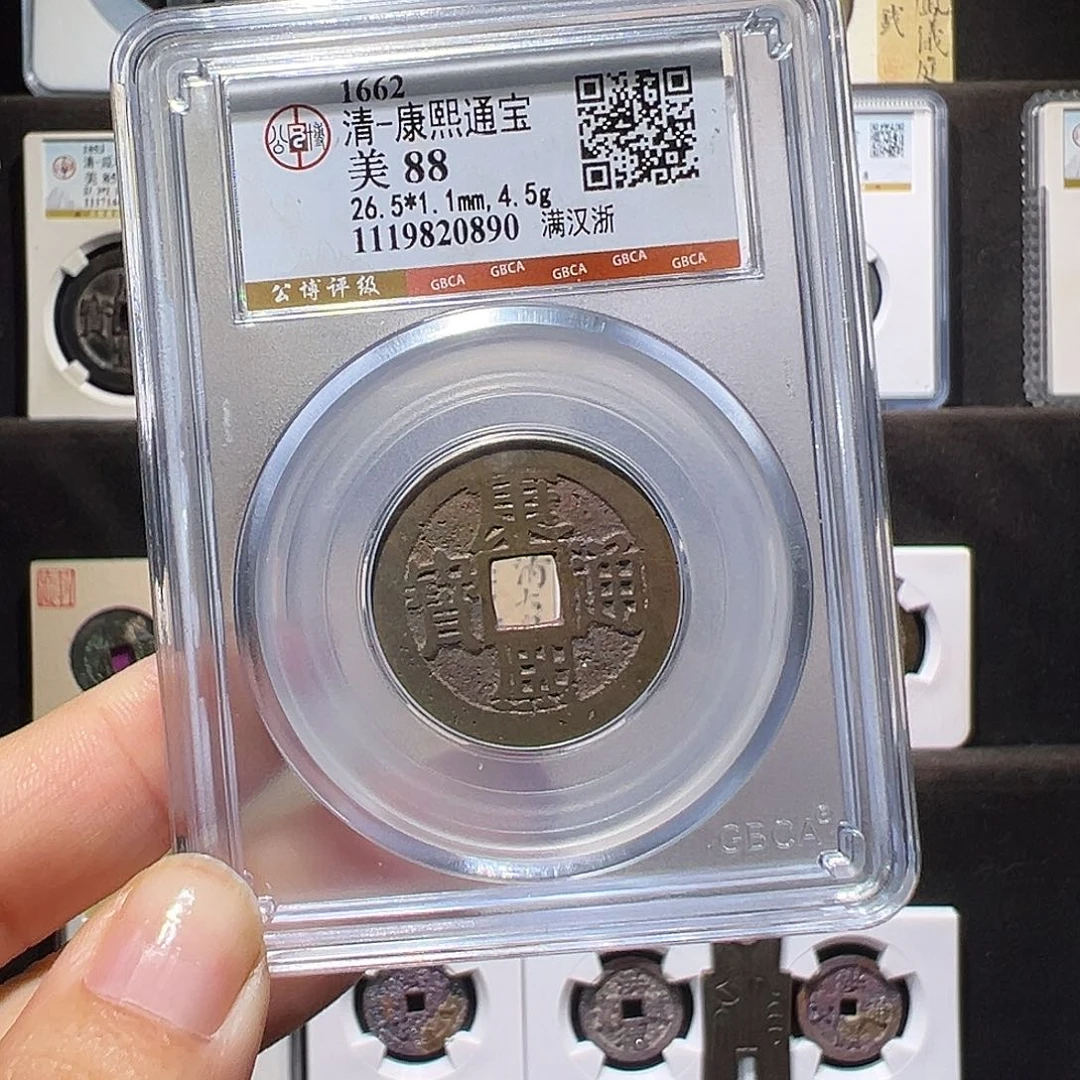 1662
清-康熙通宝
美 88
26.5*1.1mm, 4.5g
1119820890 满汉浙
公博评级 GBCA GBCA GBCA GBCA GBCA
康
寶 通
熙
GBCA